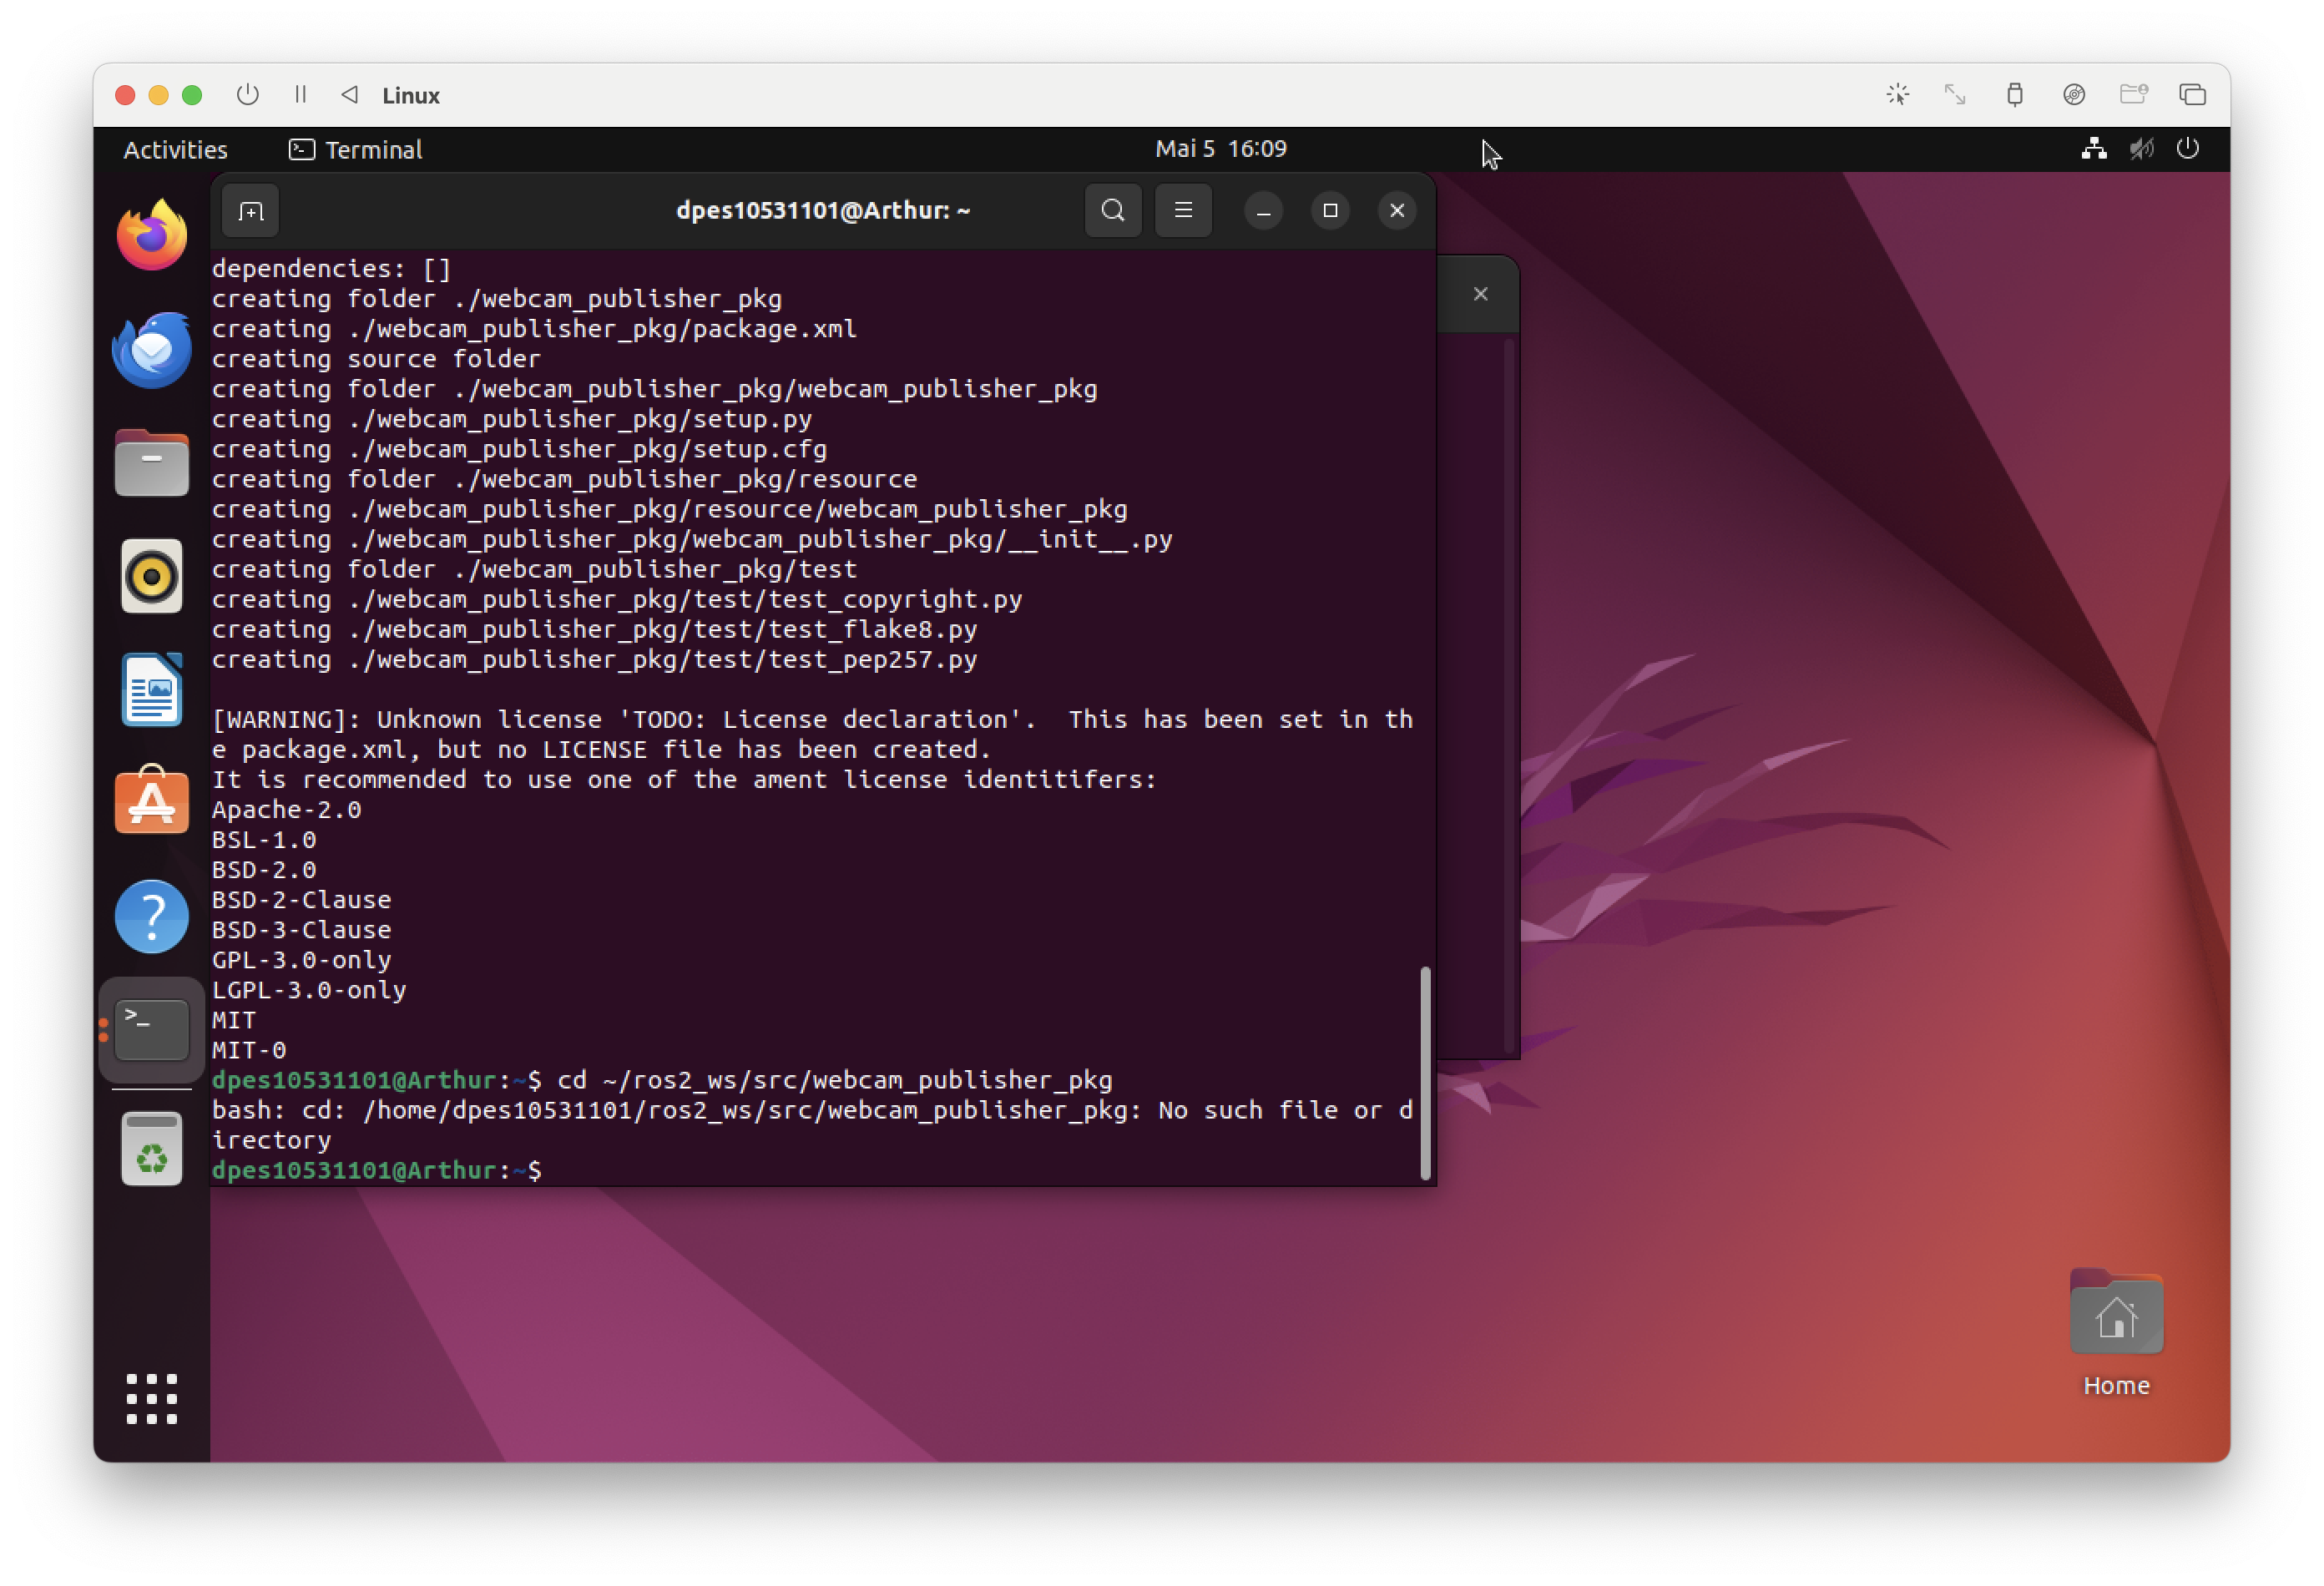 Linux
Activities
Terminal
Mai 5 16:09
dpes10531101@Arthur: ~
dependencies: []
creating folder ./webcam_publisher_pkg
creating ./webcam_publisher_pkg/package.xml
creating source folder
creating folder ./webcam_publisher_pkg/webcam_publisher_pkg
creating ./webcam_publisher_pkg/setup.py
creating ./webcam_publisher_pkg/setup.cfg
creating folder ./webcam_publisher_pkg/resource
creating ./webcam_publisher_pkg/resource/webcam_publisher_pkg
creating ./webcam_publisher_pkg/webcam_publisher_pkg/__init__.py
creating folder ./webcam_publisher_pkg/test
creating ./webcam_publisher_pkg/test/test_copyright.py
creating ./webcam_publisher_pkg/test/test_flake8.py
creating ./webcam_publisher_pkg/test/test_pep257.py
[WARNING]: Unknown license 'TODO: License declaration'.  This has been set in th
e package.xml, but no LICENSE file has been created.
It is recommended to use one of the ament license identitifers:
Apache-2.0
BSL-1.0
BSD-2.0
BSD-2-Clause
BSD-3-Clause
GPL-3.0-only
LGPL-3.0-only
MIT
MIT-0
dpes10531101@Arthur:~$ cd ~/ros2_ws/src/webcam_publisher_pkg
bash: cd: /home/dpes10531101/ros2_ws/src/webcam_publisher_pkg: No such file or d
irectory
dpes10531101@Arthur:~$
Home